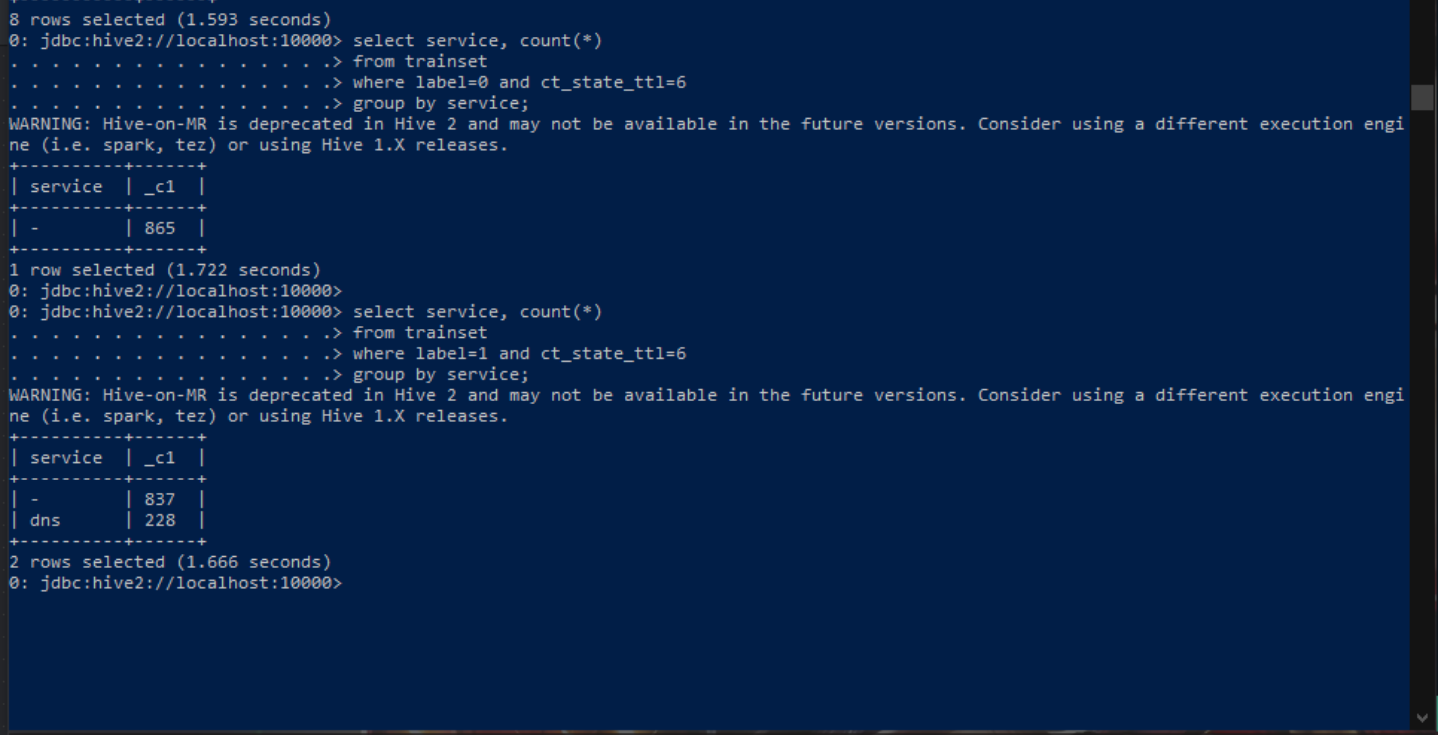 8 rows selected (1.593 seconds)
0: jdbc:hive2://localhost:10000> select service, count(*)
. . . . . . . . . . . . . . . .> from trainset
. . . . . . . . . . . . . . . .> where label=0 and ct_state_ttl=6
. . . . . . . . . . . . . . . .> group by service;
WARNING: Hive-on-MR is deprecated in Hive 2 and may not be available in the future versions. Consider using a different execution engi
ne (i.e. spark, tez) or using Hive 1.X releases.
+----------+------+
| service  | _c1  |
+----------+------+
| -        | 865  |
+----------+------+
1 row selected (1.722 seconds)
0: jdbc:hive2://localhost:10000>
0: jdbc:hive2://localhost:10000> select service, count(*)
. . . . . . . . . . . . . . . .> from trainset
. . . . . . . . . . . . . . . .> where label=1 and ct_state_ttl=6
. . . . . . . . . . . . . . . .> group by service;
WARNING: Hive-on-MR is deprecated in Hive 2 and may not be available in the future versions. Consider using a different execution engi
ne (i.e. spark, tez) or using Hive 1.X releases.
+----------+------+
| service  | _c1  |
+----------+------+
| -        | 837  |
| dns      | 228  |
+----------+------+
2 rows selected (1.666 seconds)
0: jdbc:hive2://localhost:10000>